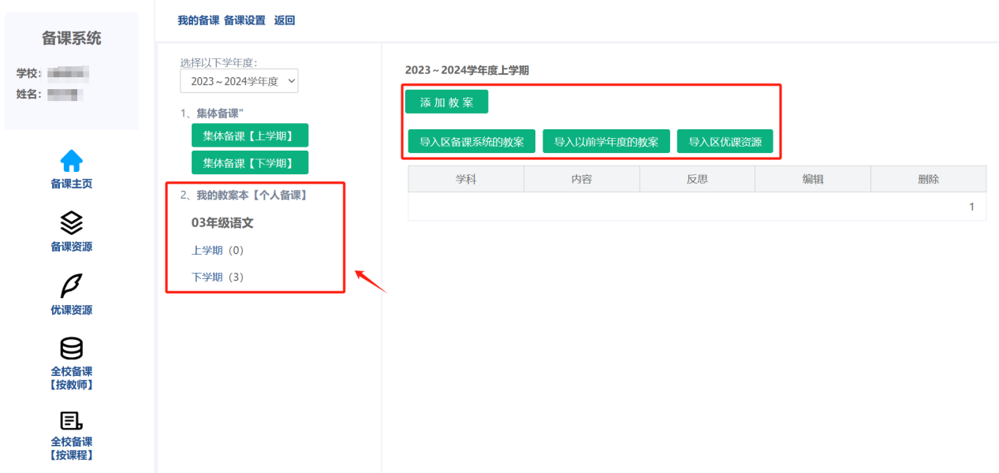 备课系统
学校:
姓名:
备课主页
备课资源
优课资源
全校备课
【按教师】
全校备课
【按课程】
我的备课 备课设置 返回
选择以下学年度:
2023~2024学年度
1、集体备课"
集体备课【上学期】
集体备课【下学期】
2、我的教案本【个人备课】
03年级语文
上学期（0）
下学期（3）
2023~2024学年度上学期
添 加 教 案
导入区备课系统的教案 导入以前学年度的教案 导入区优课资源
学科 内容 反思 编辑 删除
1